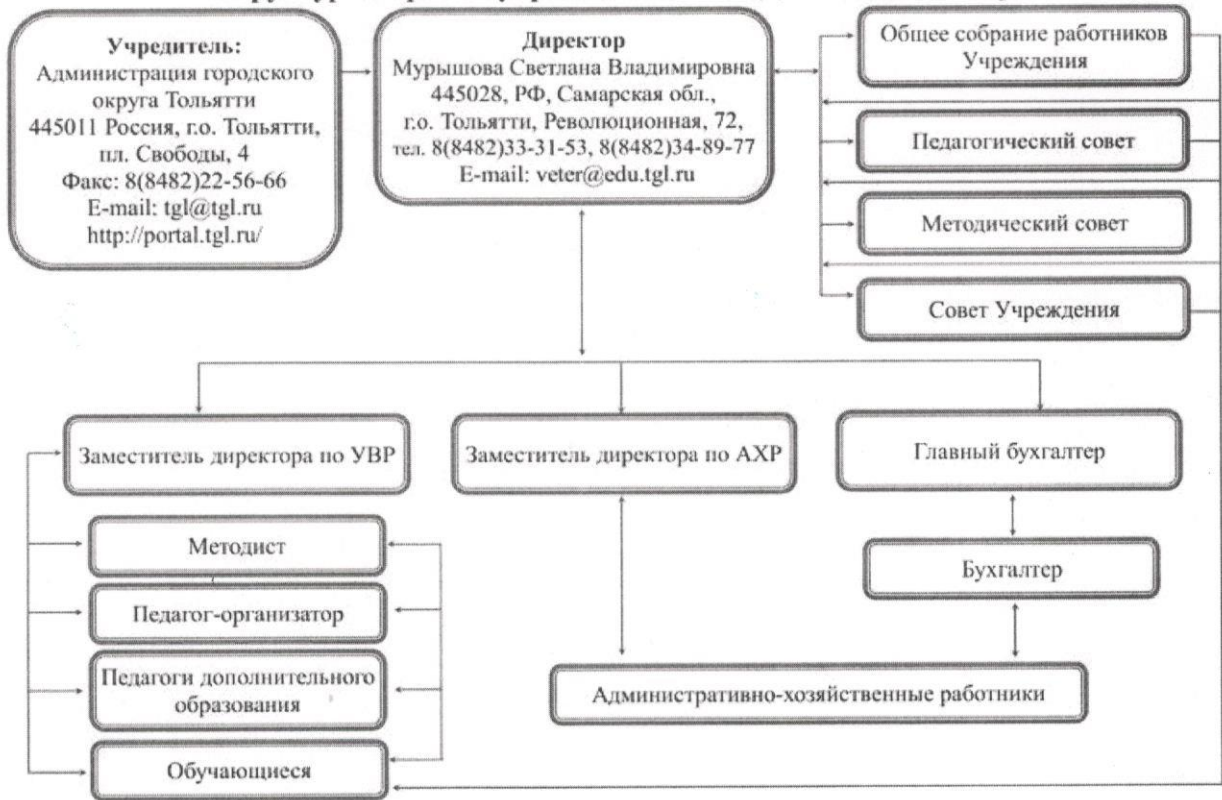 Учредитель:
Администрация городского
округа Тольятти
445011 Россия, г.о. Тольятти,
пл. Свободы, 4
Факс: 8(8482)22-56-66
E-mail: tgl@tgl.ru
http://portal.tgl.ru/
Директор
Мурышова Светлана Владимировна
445028, РФ, Самарская обл.,
г.о. Тольятти, Революционная, 72,
тел. 8(8482)33-31-53, 8(8482)34-89-77
E-mail: veter@edu.tgl.ru
Общее собрание работников
Учреждения
Педагогический совет
Методический совет
Совет Учреждения
Заместитель директора по УВР
Заместитель директора по АХР
Главный бухгалтер
Методист
Бухгалтер
Педагог-организатор
Педагоги дополнительного
образования
Административно-хозяйственные работники
Обучающиеся